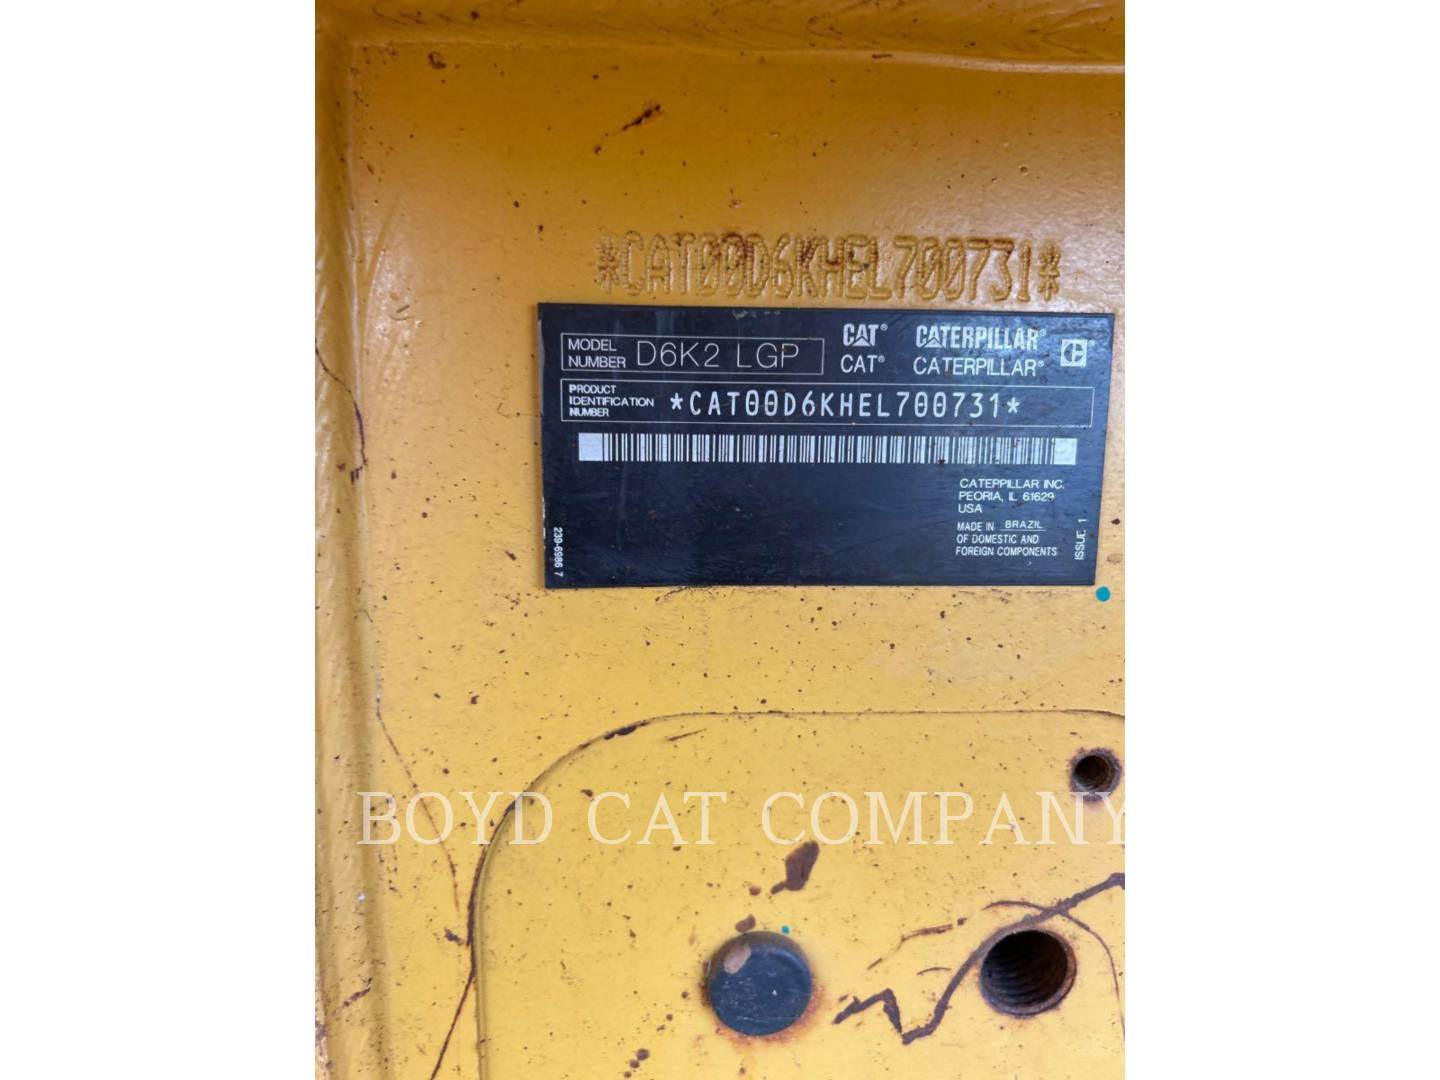 *CAT00D6KHEL700731*
MODEL NUMBER D6K2 LGP
CAT® CATERPILLAR®
CAT® CATERPILLAR®
PRODUCT IDENTIFICATION NUMBER *CAT00D6KHEL700731*
CATERPILLAR INC.
PEORIA, IL 61629
USA
MADE IN BRAZIL
OF DOMESTIC AND
FOREIGN COMPONENTS
ISSUE 1
239-6986 7
BOYD CAT COMPANY